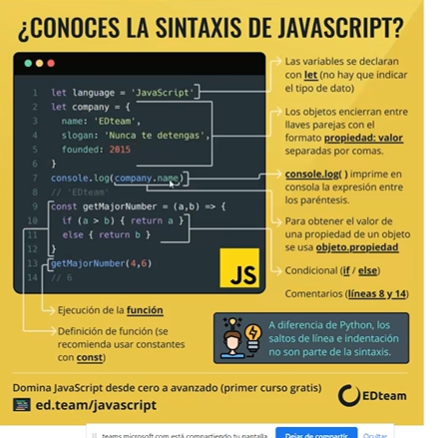 ¿CONOCES LA SINTAXIS DE JAVASCRIPT?
1 let language = 'JavaScript'
2 let company = {
3 name: 'EDteam',
4 slogan: 'Nunca te detengas',
5 founded: 2015
6 }
7 console.log(company.name)
8 // 'EDteam'
9 const getMajorNumber = (a,b) => {
10 if (a > b) { return a }
11 else { return b }
12 }
13 getMajorNumber(4,6)
14 // 6
JS
Las variables se declaran
con let (no hay que indicar
el tipo de dato)
Los objetos encierran entre
llaves parejas con el
formato propiedad: valor
separadas por comas.
console.log( ) imprime en
consola la expresión entre
los paréntesis.
Para obtener el valor de
una propiedad de un objeto
se usa objeto.propiedad
Condicional (if / else)
Comentarios (líneas 8 y 14)
Ejecución de la función
Definición de función (se
recomienda usar constantes
con const)
A diferencia de Python, los
saltos de línea e indentación
no son parte de la sintaxis.
Domina JavaScript desde cero a avanzado (primer curso gratis)
ed.team/javascript
EDteam
teams.microsoft.com está compartiendo tu pantalla.
Dejar de compartir
Ocultar